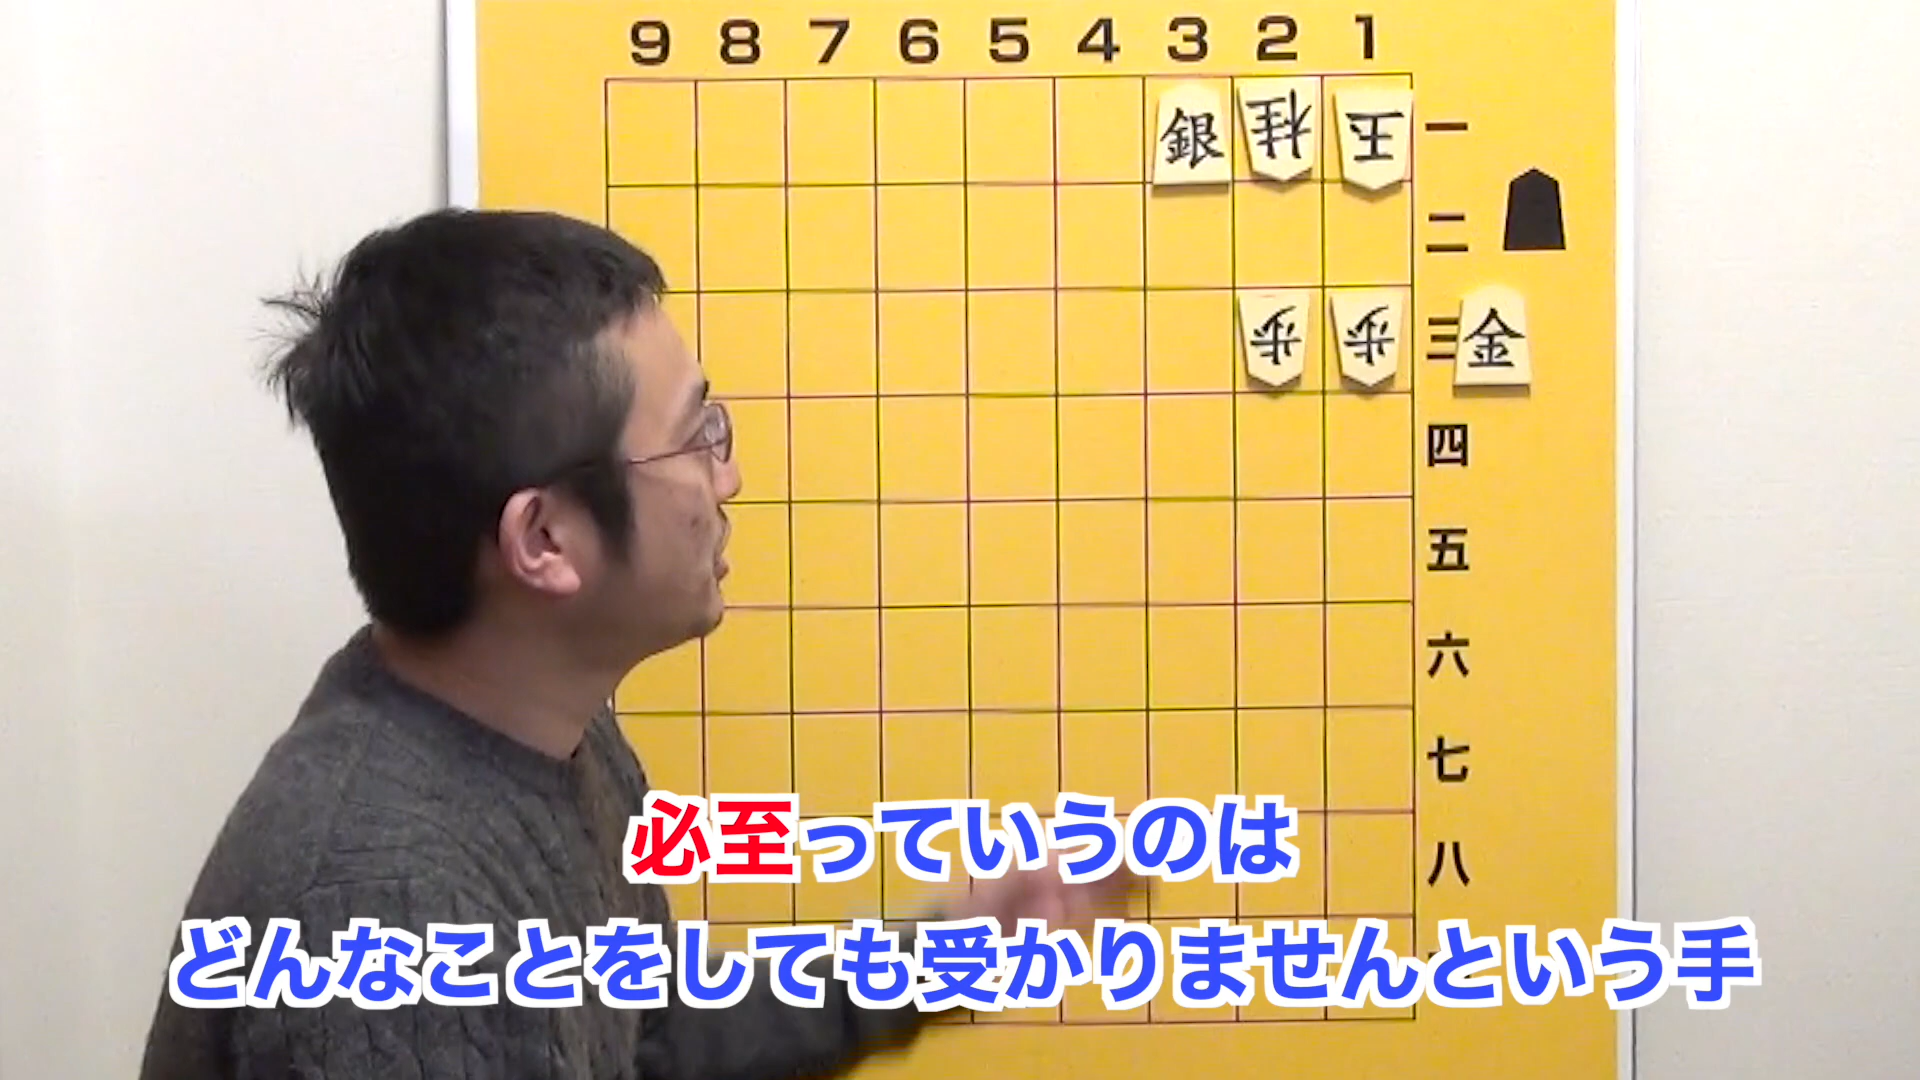 9 8 7 6 5 4 3 2 1
銀 桂 玉 一
二
歩 歩 三 金
四
五
六
七
八
必至っていうのは
どんなことをしても受かりませんという手